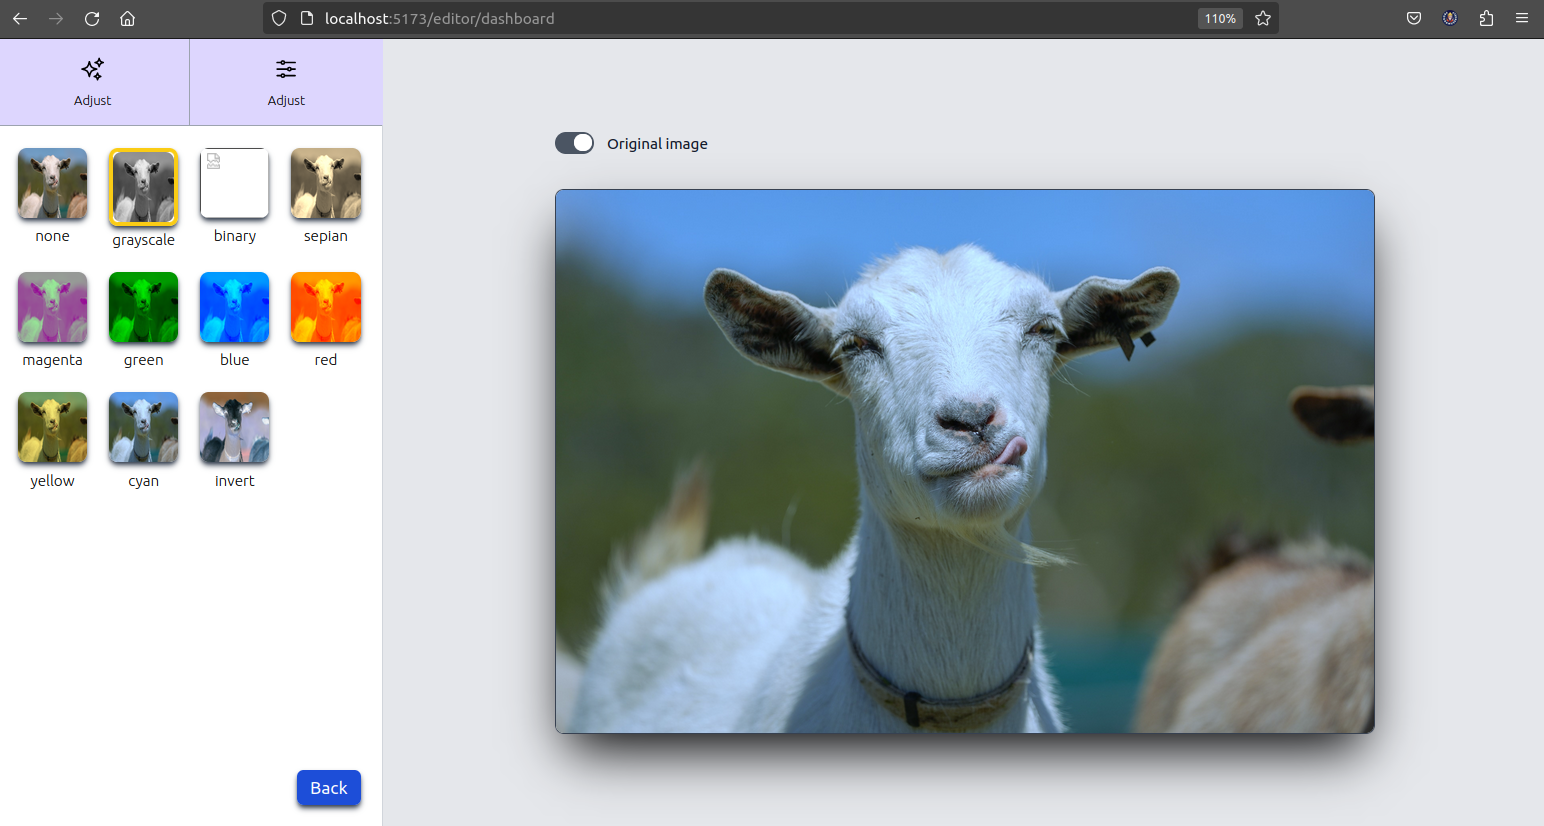 localhost:5173/editor/dashboard
110%
Adjust
Adjust
Original image
none
grayscale
binary
sepian
magenta
green
blue
red
yellow
cyan
invert
Back